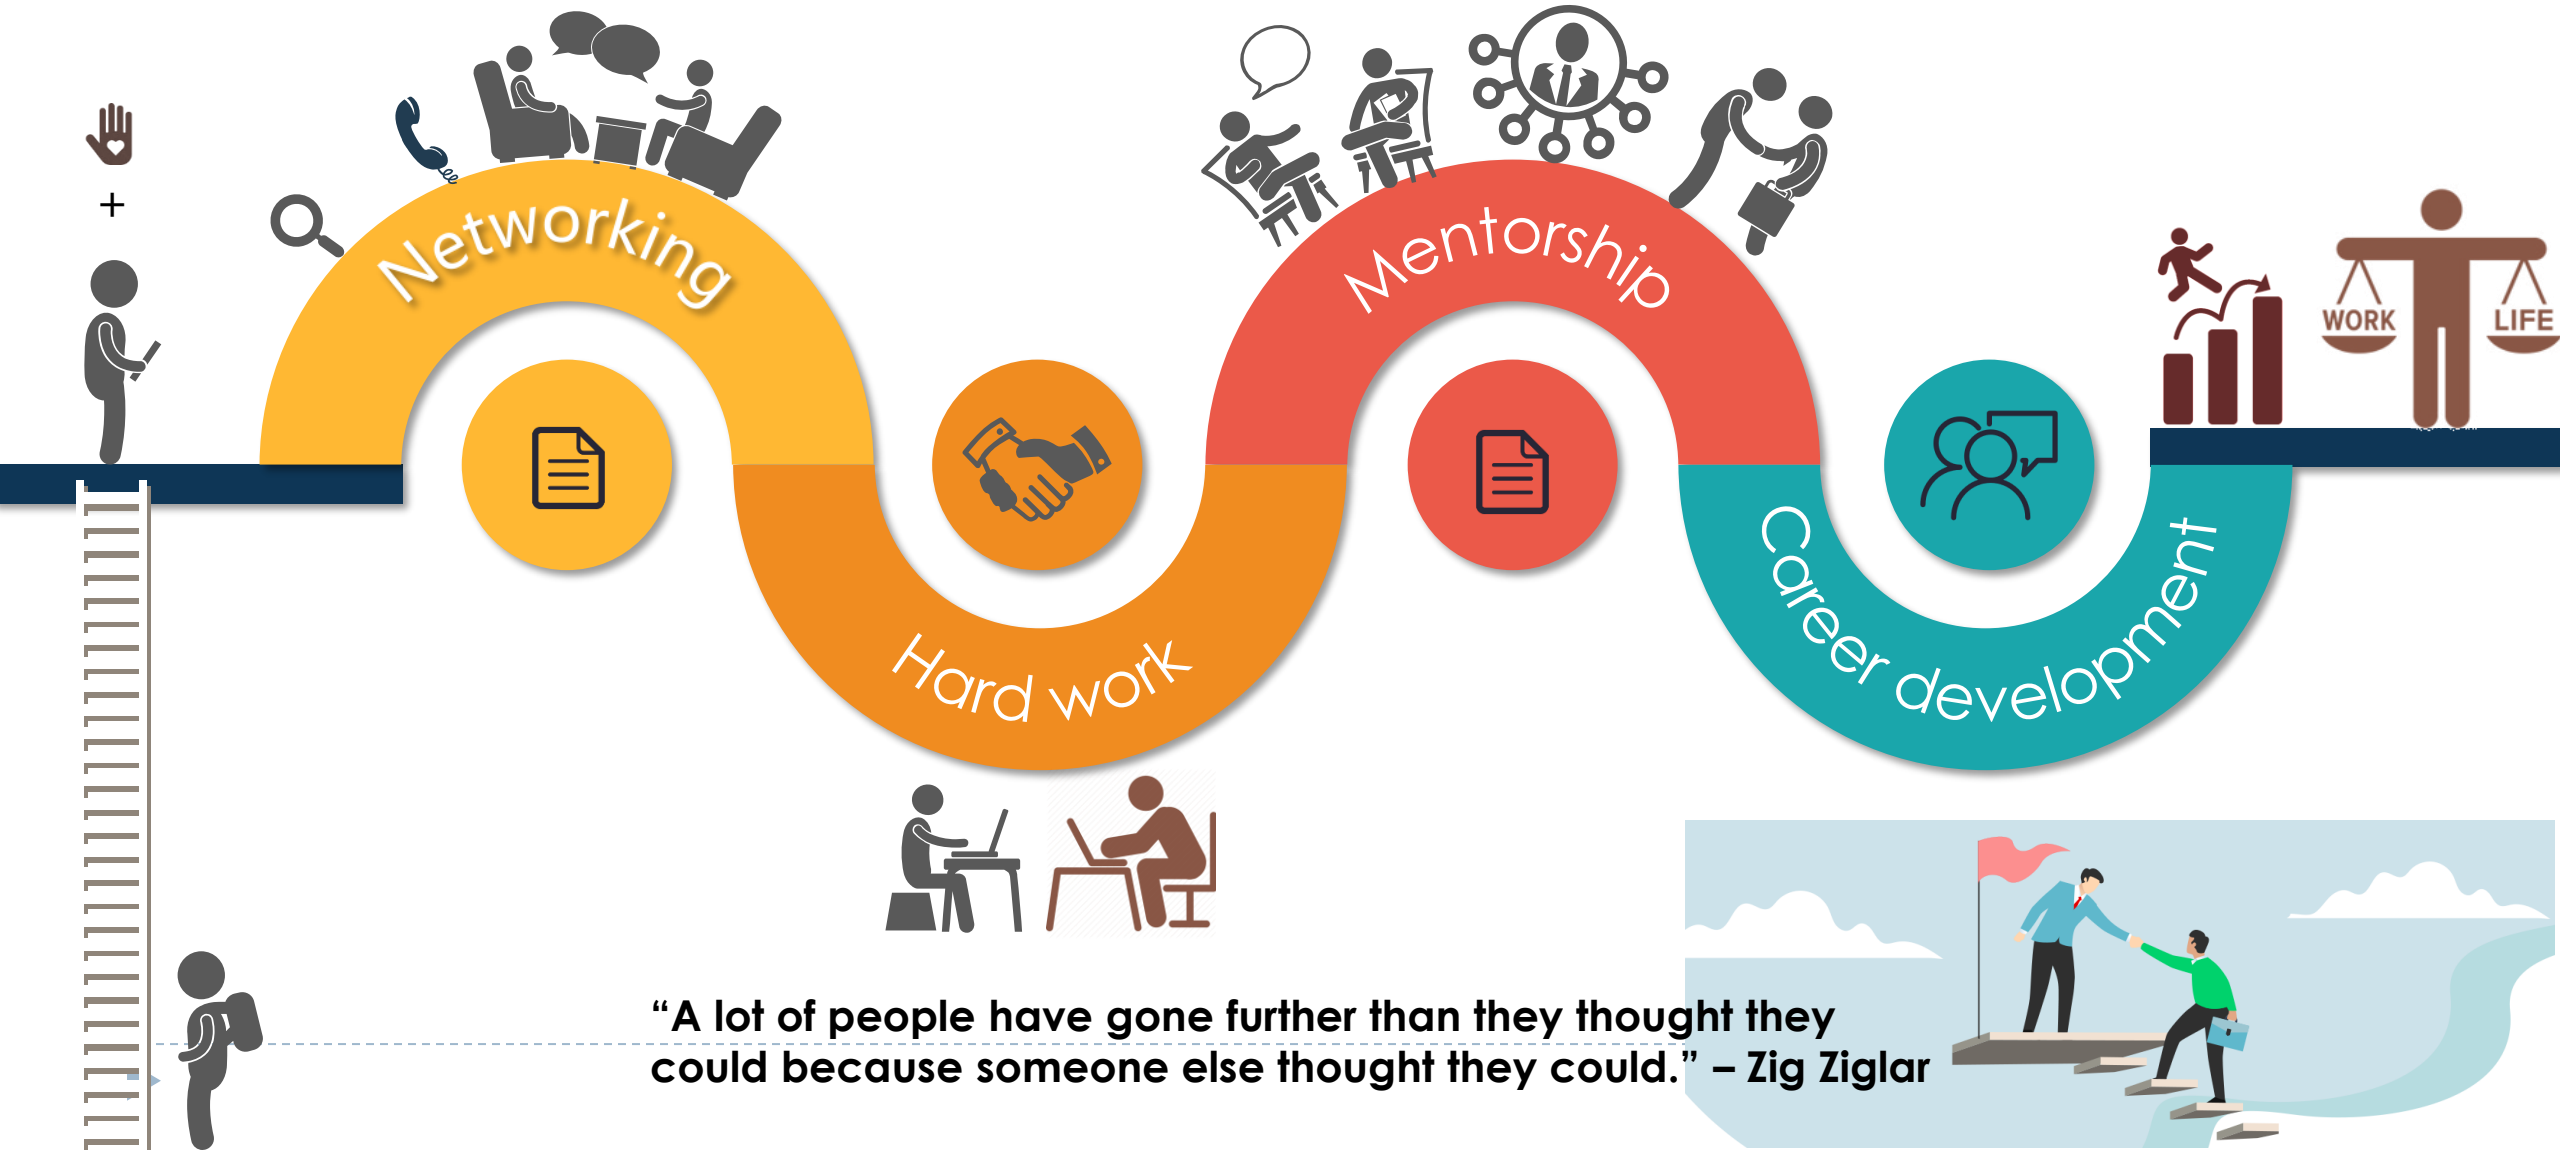 +
Networking
Mentorship
WORK
LIFE
Hard work
Career development
“A lot of people have gone further than they thought they
could because someone else thought they could.” – Zig Ziglar